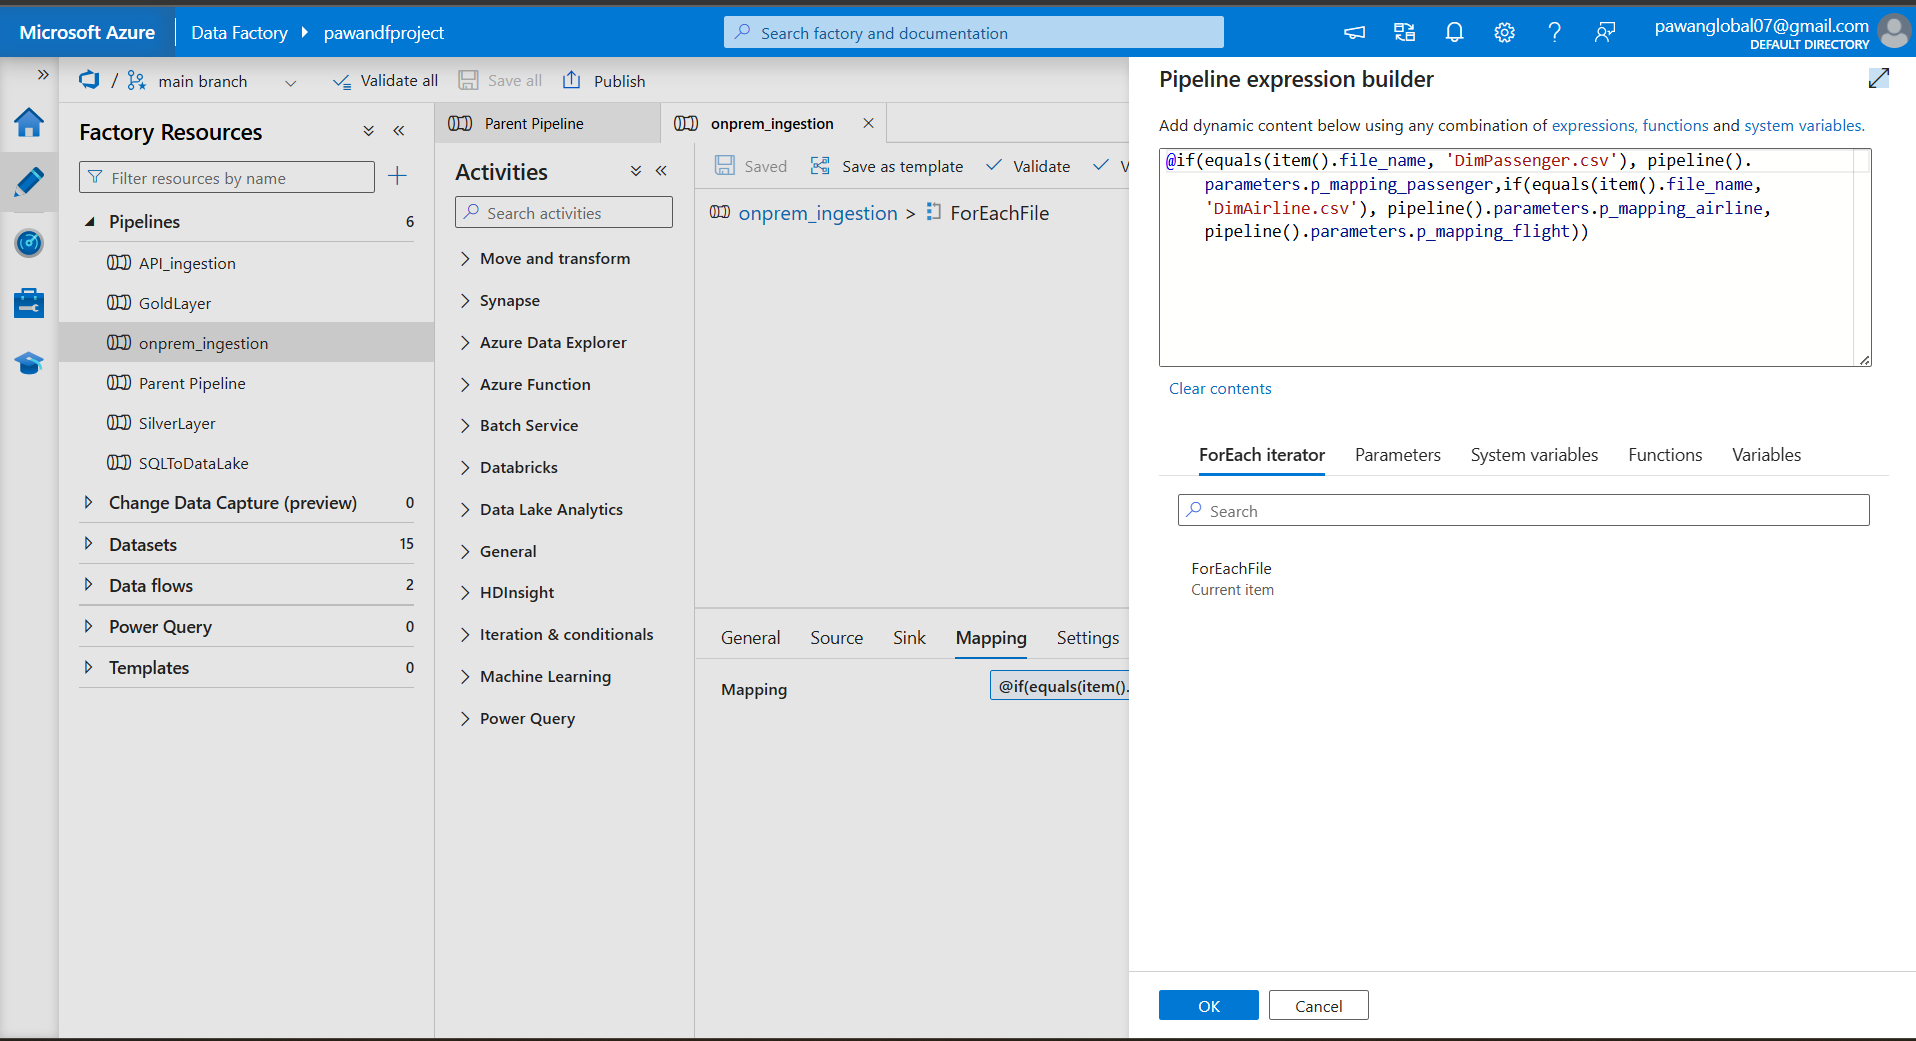 Microsoft Azure
Data Factory
pawandfproject
Search factory and documentation
pawanglobal07@gmail.com
DEFAULT DIRECTORY
/
main branch
Validate all
Save all
Publish
Factory Resources
Filter resources by name
Pipelines
6
API_ingestion
GoldLayer
onprem_ingestion
Parent Pipeline
SilverLayer
SQLToDataLake
Change Data Capture (preview)
0
Datasets
15
Data flows
2
Power Query
0
Templates
0
Parent Pipeline
onprem_ingestion
Activities
Search activities
Move and transform
Synapse
Azure Data Explorer
Azure Function
Batch Service
Databricks
Data Lake Analytics
General
HDInsight
Iteration & conditionals
Machine Learning
Power Query
Saved
Save as template
Validate
V
onprem_ingestion > ForEachFile
General
Source
Sink
Mapping
Settings
Mapping
@if(equals(item().
Pipeline expression builder
Add dynamic content below using any combination of expressions, functions and system variables.
@if(equals(item().file_name, 'DimPassenger.csv'), pipeline().
parameters.p_mapping_passenger,if(equals(item().file_name,
'DimAirline.csv'), pipeline().parameters.p_mapping_airline,
pipeline().parameters.p_mapping_flight))
Clear contents
ForEach iterator
Parameters
System variables
Functions
Variables
Search
ForEachFile
Current item
OK
Cancel